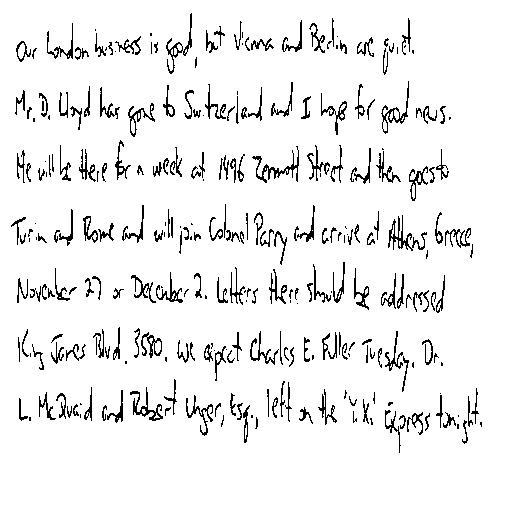 Our London business is good, but Vienna and Berlin are quiet.
Mr. D. Lloyd has gone to Switzerland and I hope for good news.
He will be there for a week at 1496 Zermott Street and then goes to
Turin and Rome and will join Colonel Parry and arrive at Athens, Greece,
November 27 or December 2. Letters there should be addressed
King James Blvd. 3580. We expect Charles E. Fuller Tuesday. Dr.
L. McQuaid and Robert Unger, Esq., left on the 'Y.X.' Express tonight.